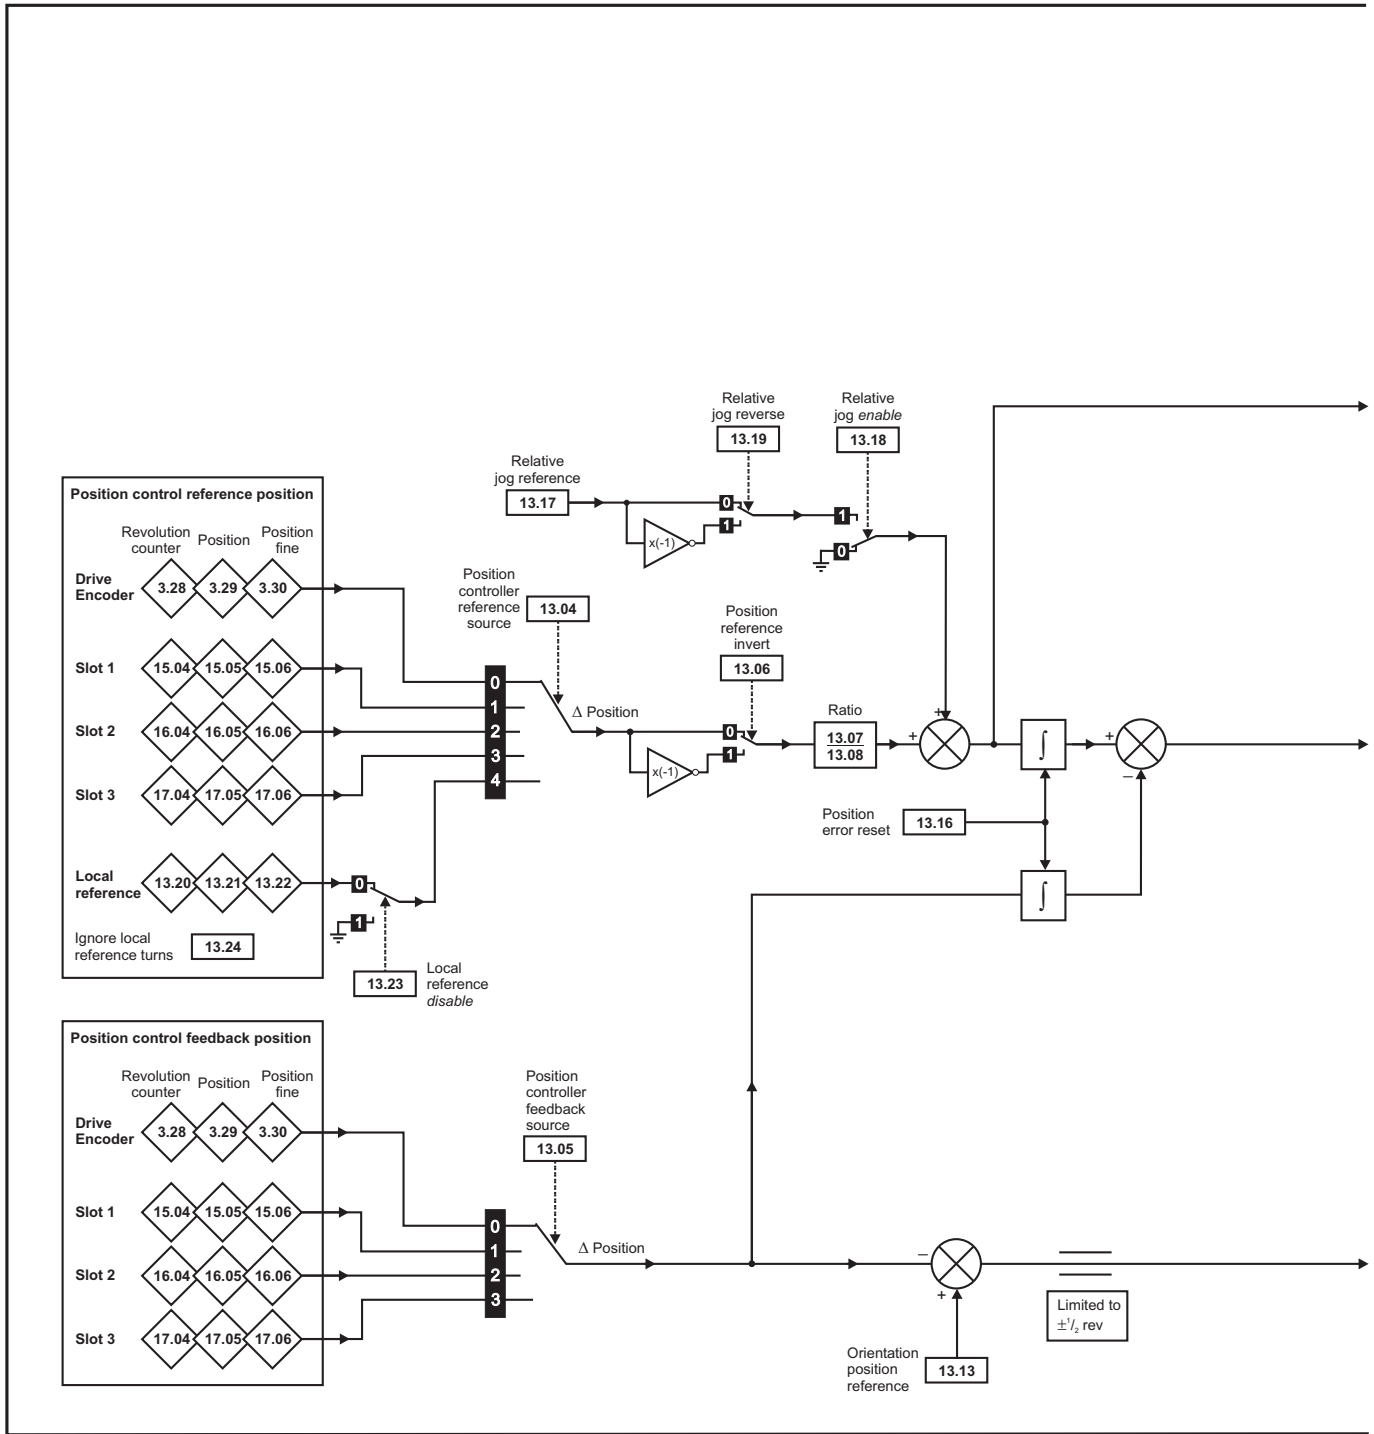 Relative
jog reverse
13.19
Relative
jog enable
13.18
Relative
jog reference
13.17
0
1
x(-1)
1
0
Position control reference position
Revolution
counter
Position
Position
fine
Drive
Encoder
3.28
3.29
3.30
Slot 1
15.04
15.05
15.06
Slot 2
16.04
16.05
16.06
Slot 3
17.04
17.05
17.06
Local
reference
13.20
13.21
13.22
Ignore local
reference turns
13.24
0
1
13.23
Local
reference
disable
Position
controller
reference
source
13.04
0
1
2
3
4
Δ Position
Position
reference
invert
13.06
0
1
x(-1)
Ratio
13.07
13.08
+
+
∫
+
−
Position
error reset
13.16
∫
Position control feedback position
Revolution
counter
Position
Position
fine
Drive
Encoder
3.28
3.29
3.30
Slot 1
15.04
15.05
15.06
Slot 2
16.04
16.05
16.06
Slot 3
17.04
17.05
17.06
Position
controller
feedback
source
13.05
0
1
2
3
Δ Position
−
+
Limited to
±1/2 rev
Orientation
position
reference
13.13